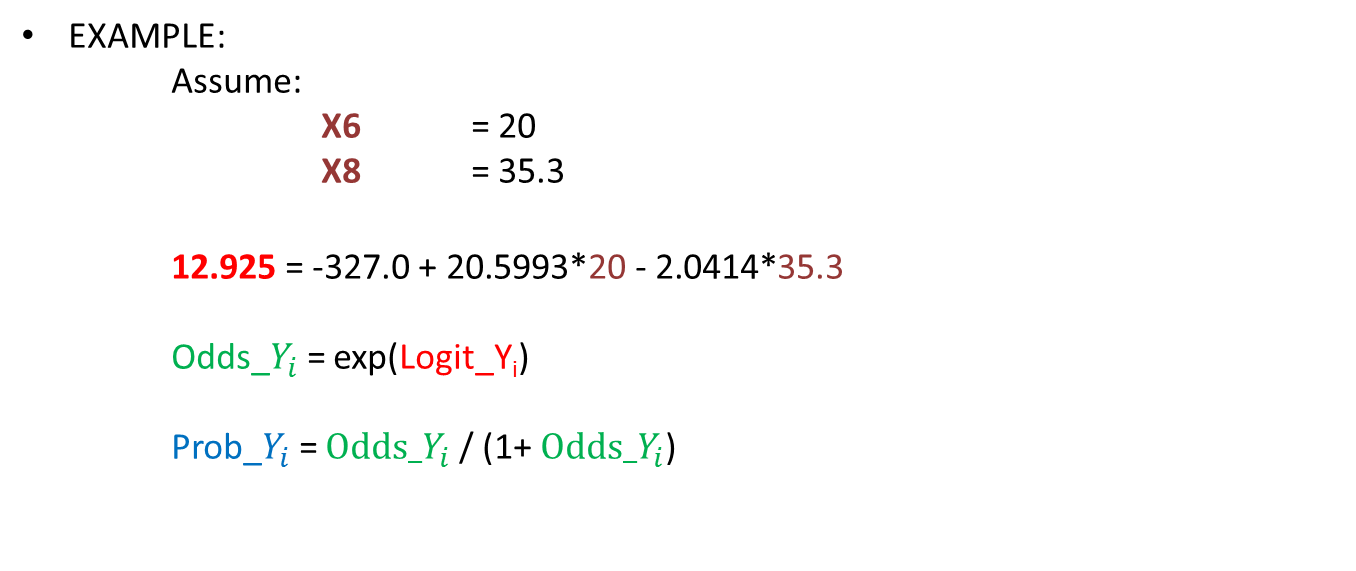 • EXAMPLE:
Assume:
X6 = 20
X8 = 35.3
12.925 = -327.0 + 20.5993*20 - 2.0414*35.3
Odds_Yᵢ = exp(Logit_Yᵢ)
Prob_Yᵢ = Odds_Yᵢ / (1+ Odds_Yᵢ)